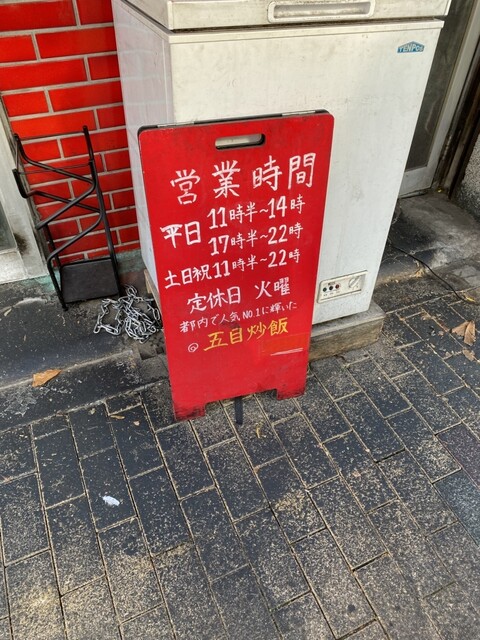 TENPOS
営業時間
平日 11時半~14時
17時半~22時
土日祝 11時半~22時
定休日 火曜
都内で人気NO.1に輝いた
五目炒飯